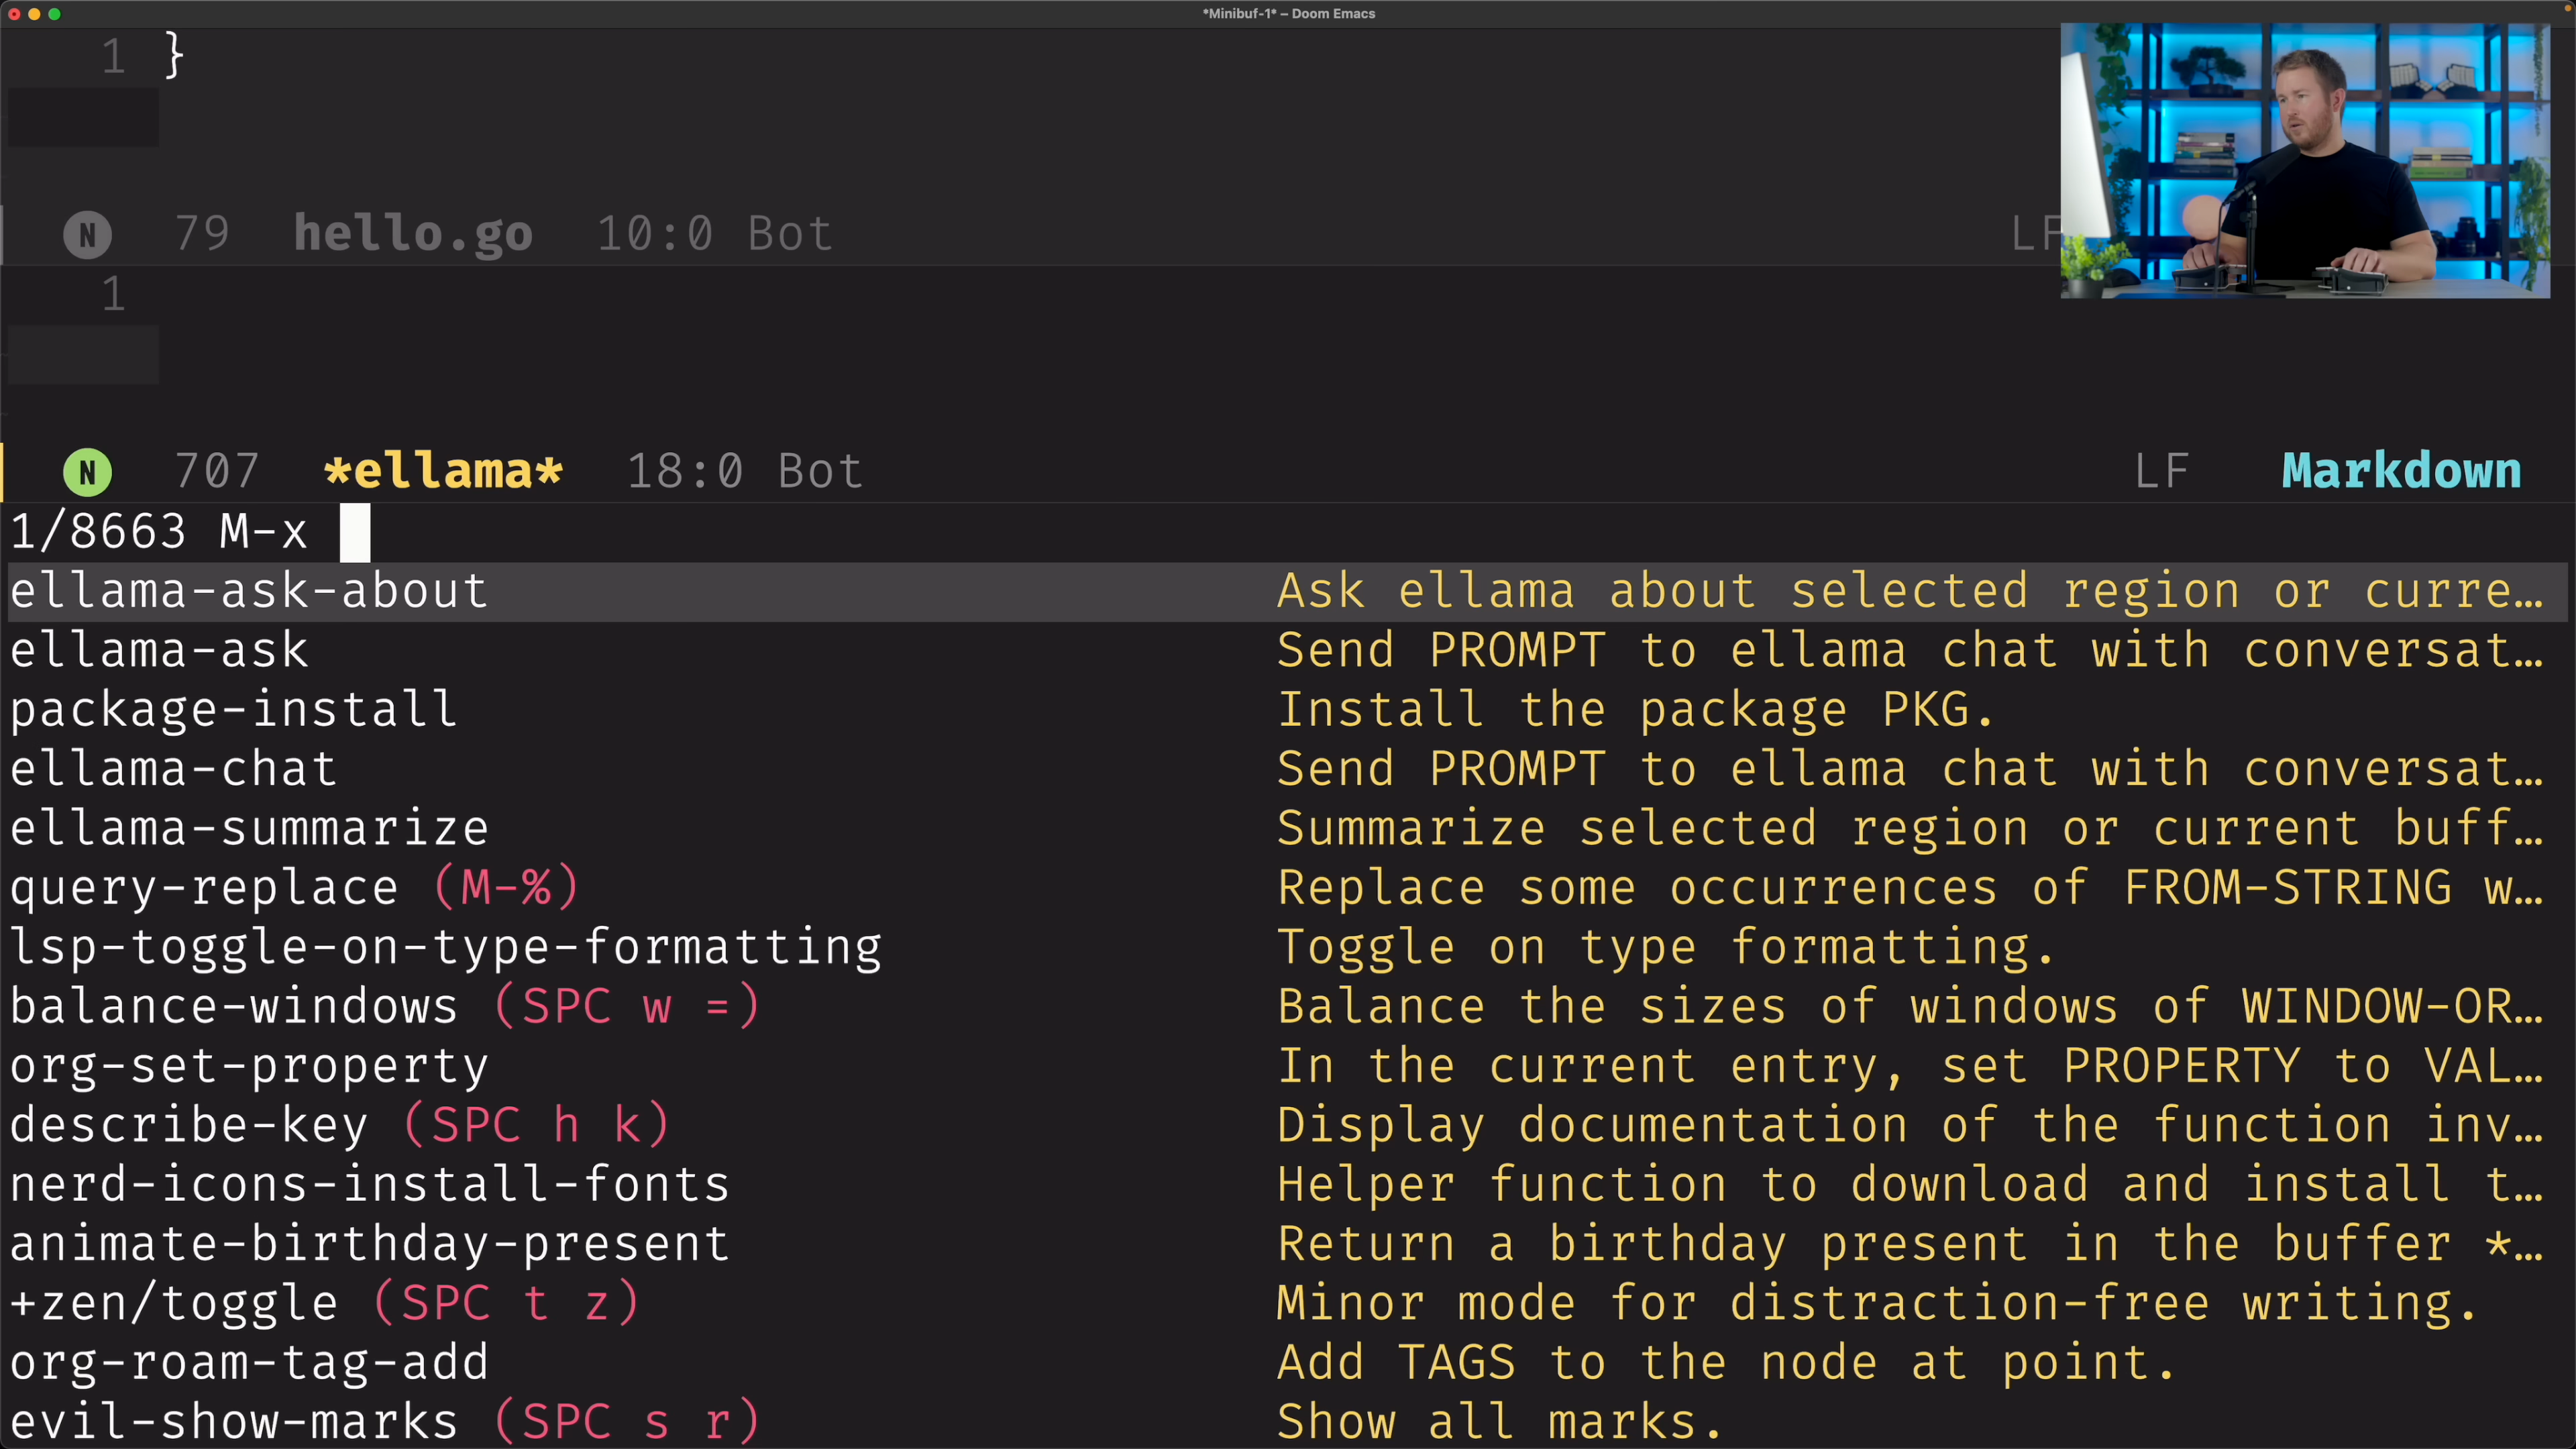 *Minibuf-1* – Doom Emacs
1 }
N 79 hello.go 10:0 Bot LF
1
N 707 *ellama* 18:0 Bot LF Markdown
1/8663 M-x
ellama-ask-about Ask ellama about selected region or curre…
ellama-ask Send PROMPT to ellama chat with conversat…
package-install Install the package PKG.
ellama-chat Send PROMPT to ellama chat with conversat…
ellama-summarize Summarize selected region or current buff…
query-replace (M-%) Replace some occurrences of FROM-STRING w…
lsp-toggle-on-type-formatting Toggle on type formatting.
balance-windows (SPC w =) Balance the sizes of windows of WINDOW-OR…
org-set-property In the current entry, set PROPERTY to VAL…
describe-key (SPC h k) Display documentation of the function inv…
nerd-icons-install-fonts Helper function to download and install t…
animate-birthday-present Return a birthday present in the buffer *…
+zen/toggle (SPC t z) Minor mode for distraction-free writing.
org-roam-tag-add Add TAGS to the node at point.
evil-show-marks (SPC s r) Show all marks.